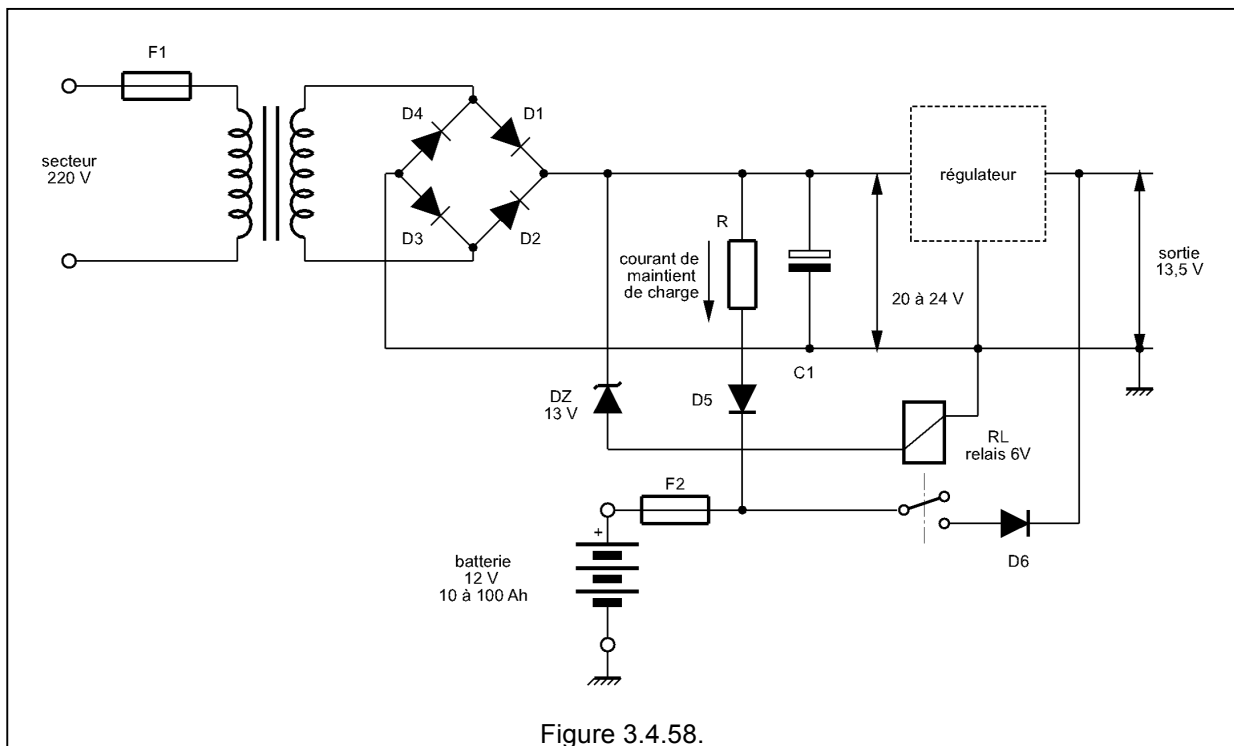 F1
secteur
220 V
D4
D1
D3
D2
R
courant de
maintient
de charge
C1
20 à 24 V
régulateur
sortie
13,5 V
DZ
13 V
D5
RL
relais 6V
F2
D6
+
batterie
12 V
10 à 100 Ah
Figure 3.4.58.